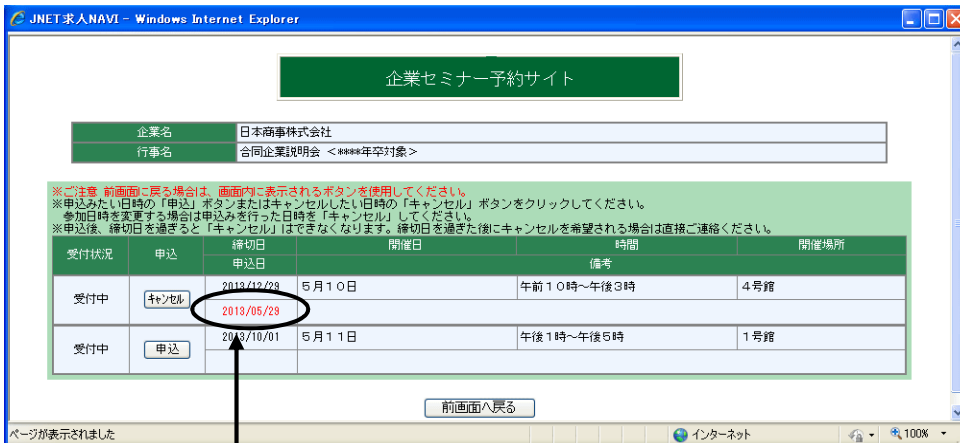 JNET求人NAVI - Windows Internet Explorer
企業セミナー予約サイト
企業名 日本商事株式会社
行事名 合同企業説明会 <****年卒対象>
※ご注意 前画面に戻る場合は、画面内に表示されるボタンを使用してください。
※申込みたい日時の「申込」ボタンまたはキャンセルしたい日時の「キャンセル」ボタンをクリックしてください。
参加日時を変更する場合は申込みを行った日時を「キャンセル」してください。
※申込後、締切日を過ぎると「キャンセル」はできなくなります。締切日を過ぎた後にキャンセルを希望される場合は直接ご連絡ください。
受付状況 申込 締切日 開催日 時間 開催場所
申込日 備考
受付中 キャンセル 2013/12/29 5月10日 午前10時~午後3時 4号館
2013/05/29
受付中 申込 2013/10/01 5月11日 午後1時~午後5時 1号館
前画面へ戻る
ページが表示されました インターネット 100%